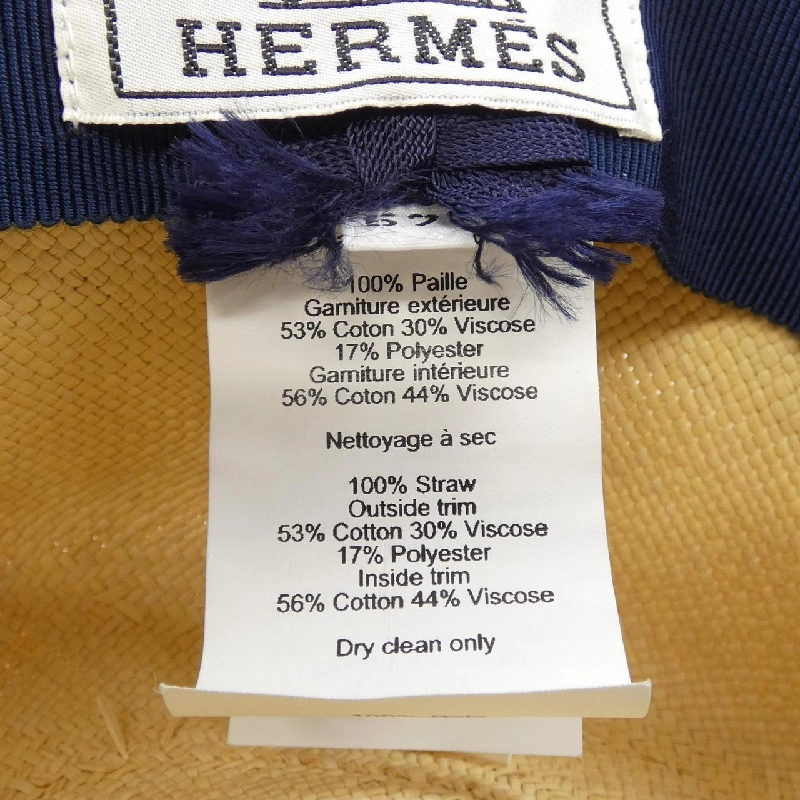 HERMÈS
57
100% Paille
Garniture extérieure
53% Coton 30% Viscose
17% Polyester
Garniture intérieure
56% Coton 44% Viscose
Nettoyage à sec
100% Straw
Outside trim
53% Cotton 30% Viscose
17% Polyester
Inside trim
56% Cotton 44% Viscose
Dry clean only